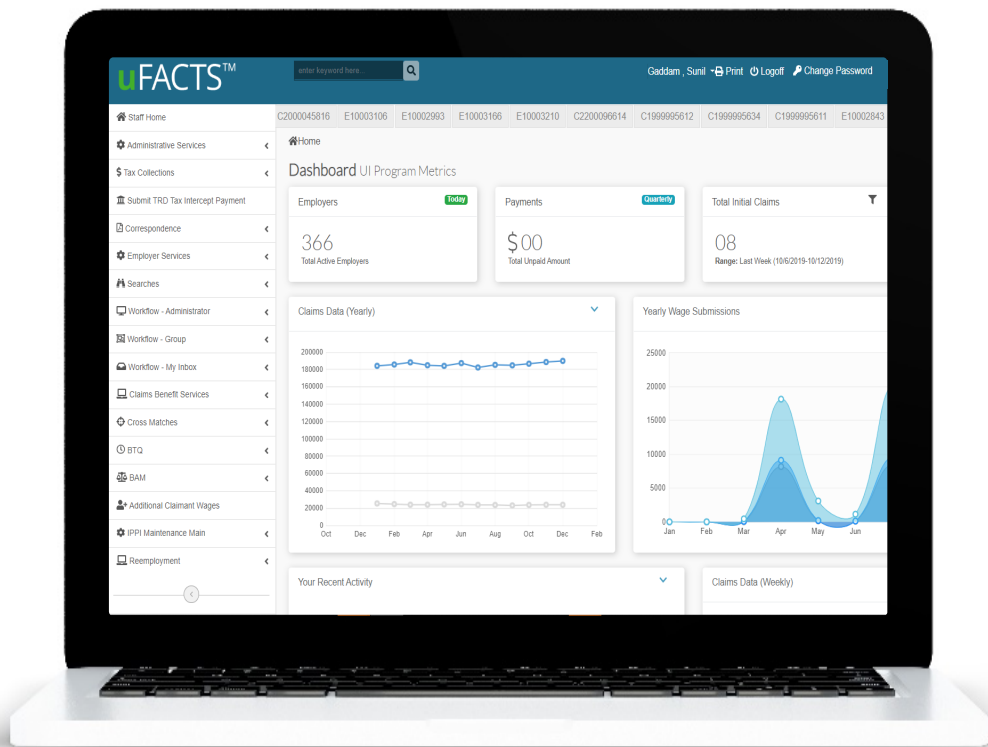 uFACTS™
enter keyword here...
Gaddam , Sunil Print Logoff Change Password
Staff Home
Administrative Services
Tax Collections
Submit TRD Tax Intercept Payment
Correspondence
Employer Services
Searches
Workflow - Administrator
Workflow - Group
Workflow - My Inbox
Claims Benefit Services
Cross Matches
BTQ
BAM
Additional Claimant Wages
IPPI Maintenance Main
Reemployment
C2000045816 E10003106 E10002993 E10003166 E10003210 C2200096614 C1999995612 C1999995634 C1999995611 E10002843
Home
Dashboard UI Program Metrics
Employers Today
366
Total Active Employers
Payments Quarterly
$ 00
Total Unpaid Amount
Total Initial Claims
08
Range: Last Week (10/6/2019-10/12/2019)
Claims Data (Yearly)
200000
180000
160000
140000
120000
100000
80000
60000
40000
20000
0
Oct Dec Feb Apr Jun Aug Oct Dec Feb
Yearly Wage Submissions
25000
20000
15000
10000
5000
0
Jan Feb Mar Apr May Jun
Your Recent Activity
Claims Data (Weekly)